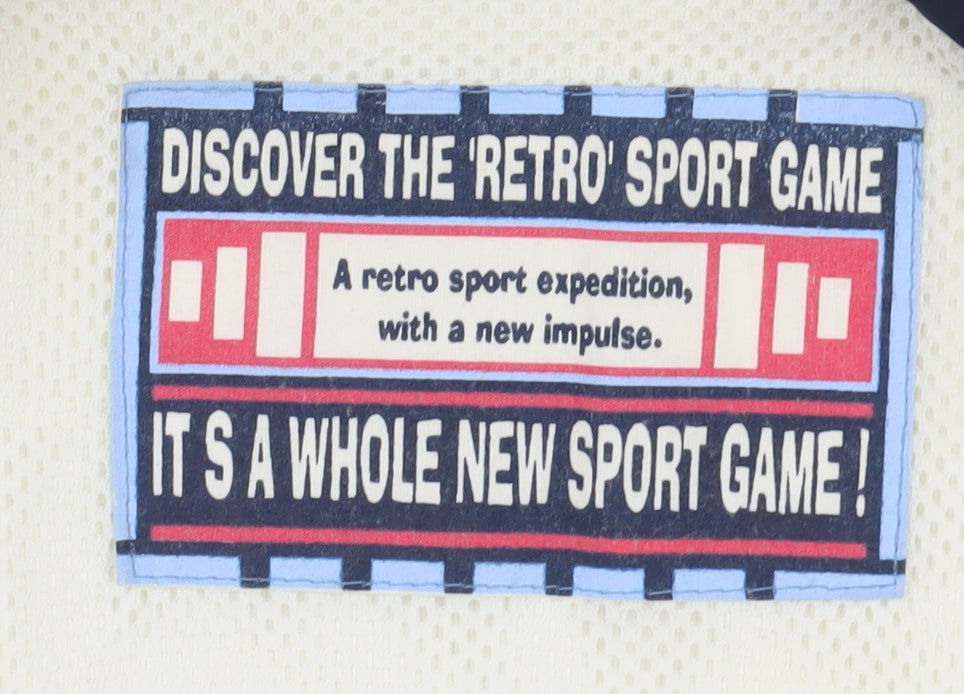 DISCOVER THE 'RETRO' SPORT GAME
A retro sport expedition,
with a new impulse.
IT S A WHOLE NEW SPORT GAME !